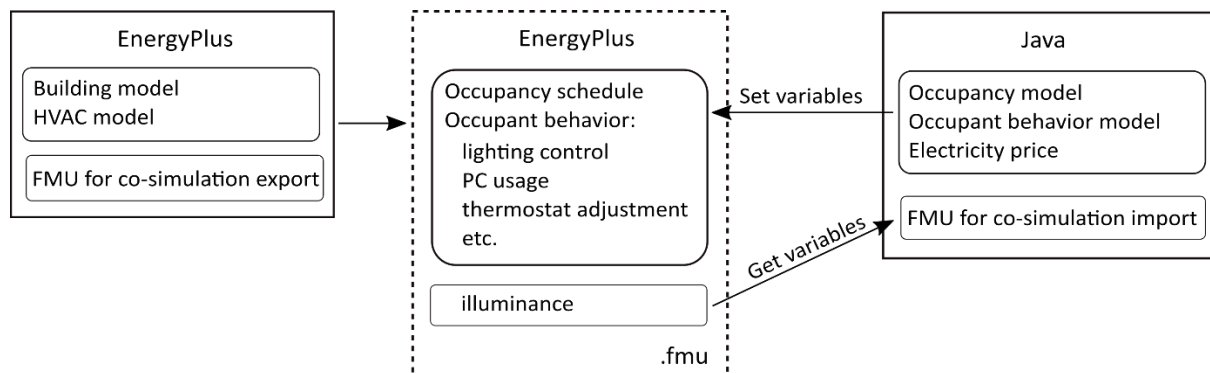 EnergyPlus
Building model
HVAC model
FMU for co-simulation export
EnergyPlus
Occupancy schedule
Occupant behavior:
lighting control
PC usage
thermostat adjustment
etc.
illuminance
.fmu
Set variables
Get variables
Java
Occupancy model
Occupant behavior model
Electricity price
FMU for co-simulation import